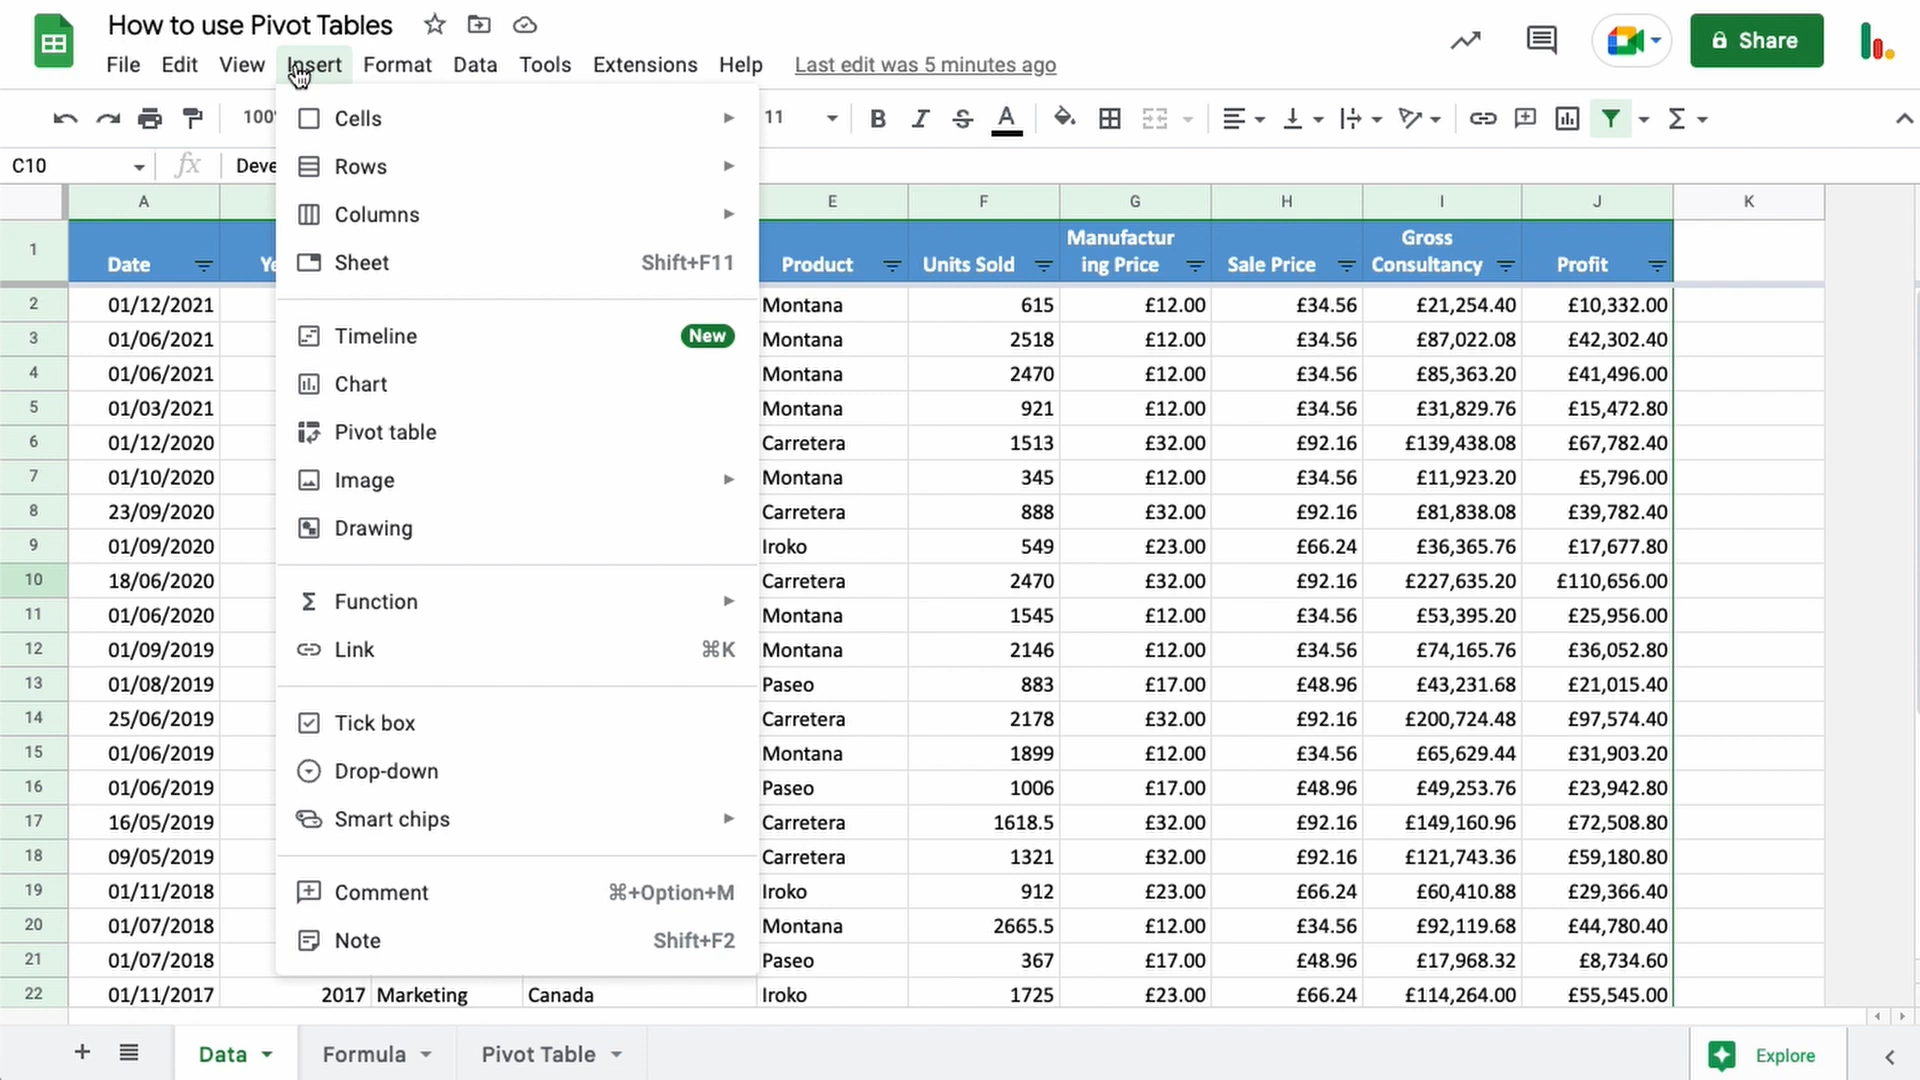 How to use Pivot Tables
File Edit View Insert Format Data Tools Extensions Help Last edit was 5 minutes ago
Share
11 B I S A Σ
C10 fx
A E F G H I J K
1 Date Product Units Sold Manufactur
ing Price Sale Price Gross
Consultancy Profit
2 01/12/2021 Montana 615 £12.00 £34.56 £21,254.40 £10,332.00
3 01/06/2021 Montana 2518 £12.00 £34.56 £87,022.08 £42,302.40
4 01/06/2021 Montana 2470 £12.00 £34.56 £85,363.20 £41,496.00
5 01/03/2021 Montana 921 £12.00 £34.56 £31,829.76 £15,472.80
6 01/12/2020 Carretera 1513 £32.00 £92.16 £139,438.08 £67,782.40
7 01/10/2020 Montana 345 £12.00 £34.56 £11,923.20 £5,796.00
8 23/09/2020 Carretera 888 £32.00 £92.16 £81,838.08 £39,782.40
9 01/09/2020 Iroko 549 £23.00 £66.24 £36,365.76 £17,677.80
10 18/06/2020 Carretera 2470 £32.00 £92.16 £227,635.20 £110,656.00
11 01/06/2020 Montana 1545 £12.00 £34.56 £53,395.20 £25,956.00
12 01/09/2019 Montana 2146 £12.00 £34.56 £74,165.76 £36,052.80
13 01/08/2019 Paseo 883 £17.00 £48.96 £43,231.68 £21,015.40
14 25/06/2019 Carretera 2178 £32.00 £92.16 £200,724.48 £97,574.40
15 01/06/2019 Montana 1899 £12.00 £34.56 £65,629.44 £31,903.20
16 01/06/2019 Paseo 1006 £17.00 £48.96 £49,253.76 £23,942.80
17 16/05/2019 Carretera 1618.5 £32.00 £92.16 £149,160.96 £72,508.80
18 09/05/2019 Carretera 1321 £32.00 £92.16 £121,743.36 £59,180.80
19 01/11/2018 Iroko 912 £23.00 £66.24 £60,410.88 £29,366.40
20 01/07/2018 Montana 2665.5 £12.00 £34.56 £92,119.68 £44,780.40
21 01/07/2018 Paseo 367 £17.00 £48.96 £17,968.32 £8,734.60
22 01/11/2017 2017 Marketing Canada Iroko 1725 £23.00 £66.24 £114,264.00 £55,545.00
Cells
Rows
Columns
Sheet Shift+F11
Timeline New
Chart
Pivot table
Image
Drawing
Σ Function
Link ⌘K
Tick box
Drop-down
Smart chips
Comment ⌘+Option+M
Note Shift+F2
+ Data Formula Pivot Table Explore